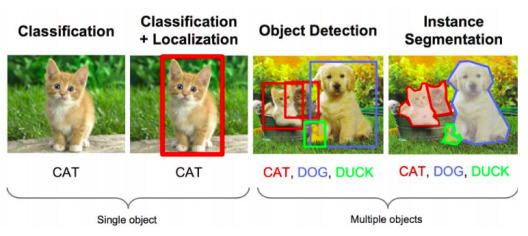 Classification
Classification
+ Localization
Object Detection
Instance
Segmentation
CAT
CAT
CAT, DOG, DUCK
CAT, DOG, DUCK
Single object
Multiple objects